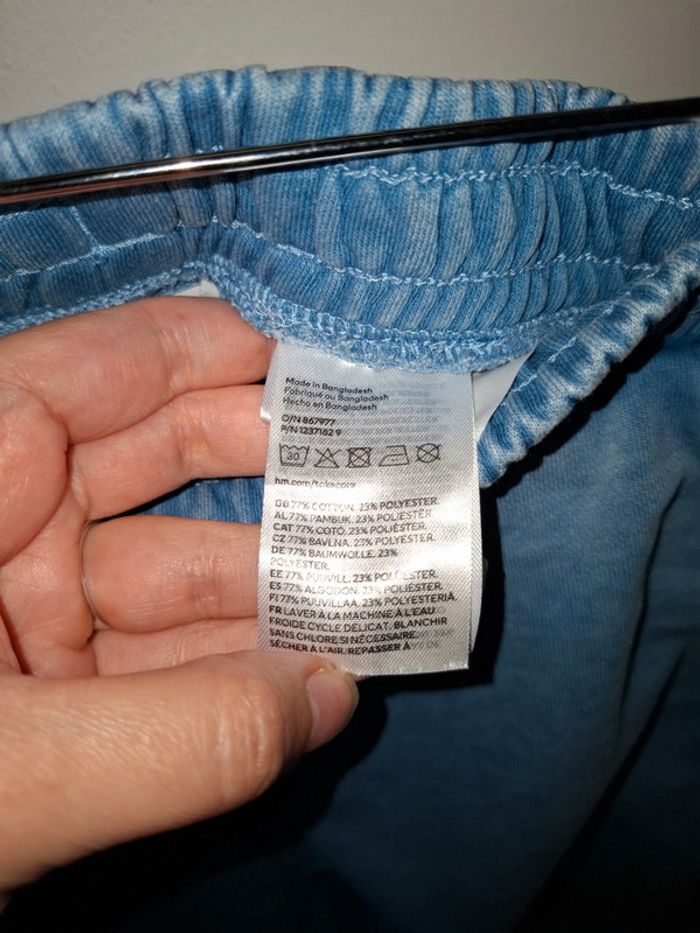 Made in Bangladesh
Fabriqué au Bangladesh
Hecho en Bangladesh
O/N 867977
P/N 1237182 9
30
hm.com/takecare
GB 77% COTTON. 23% POLYESTER.
AL 77% PAMBUK. 23% POLIESTËR.
CAT 77% COTÓ. 23% POLIÈSTER.
CZ 77% BAVLNA. 23% POLYESTER.
DE 77% BAUMWOLLE. 23%
POLYESTER.
EE 77% PUUVILL. 23% POLÜESTER.
ES 77% ALGODÓN. 23% POLIÉSTER.
FI 77% PUUVILLAA. 23% POLYESTERIÄ.
FR LAVER À LA MACHINE À L'EAU
FROIDE CYCLE DÉLICAT. BLANCHIR
SANS CHLORE SI NÉCESSAIRE.
SÉCHER À L'AIR. REPASSER À